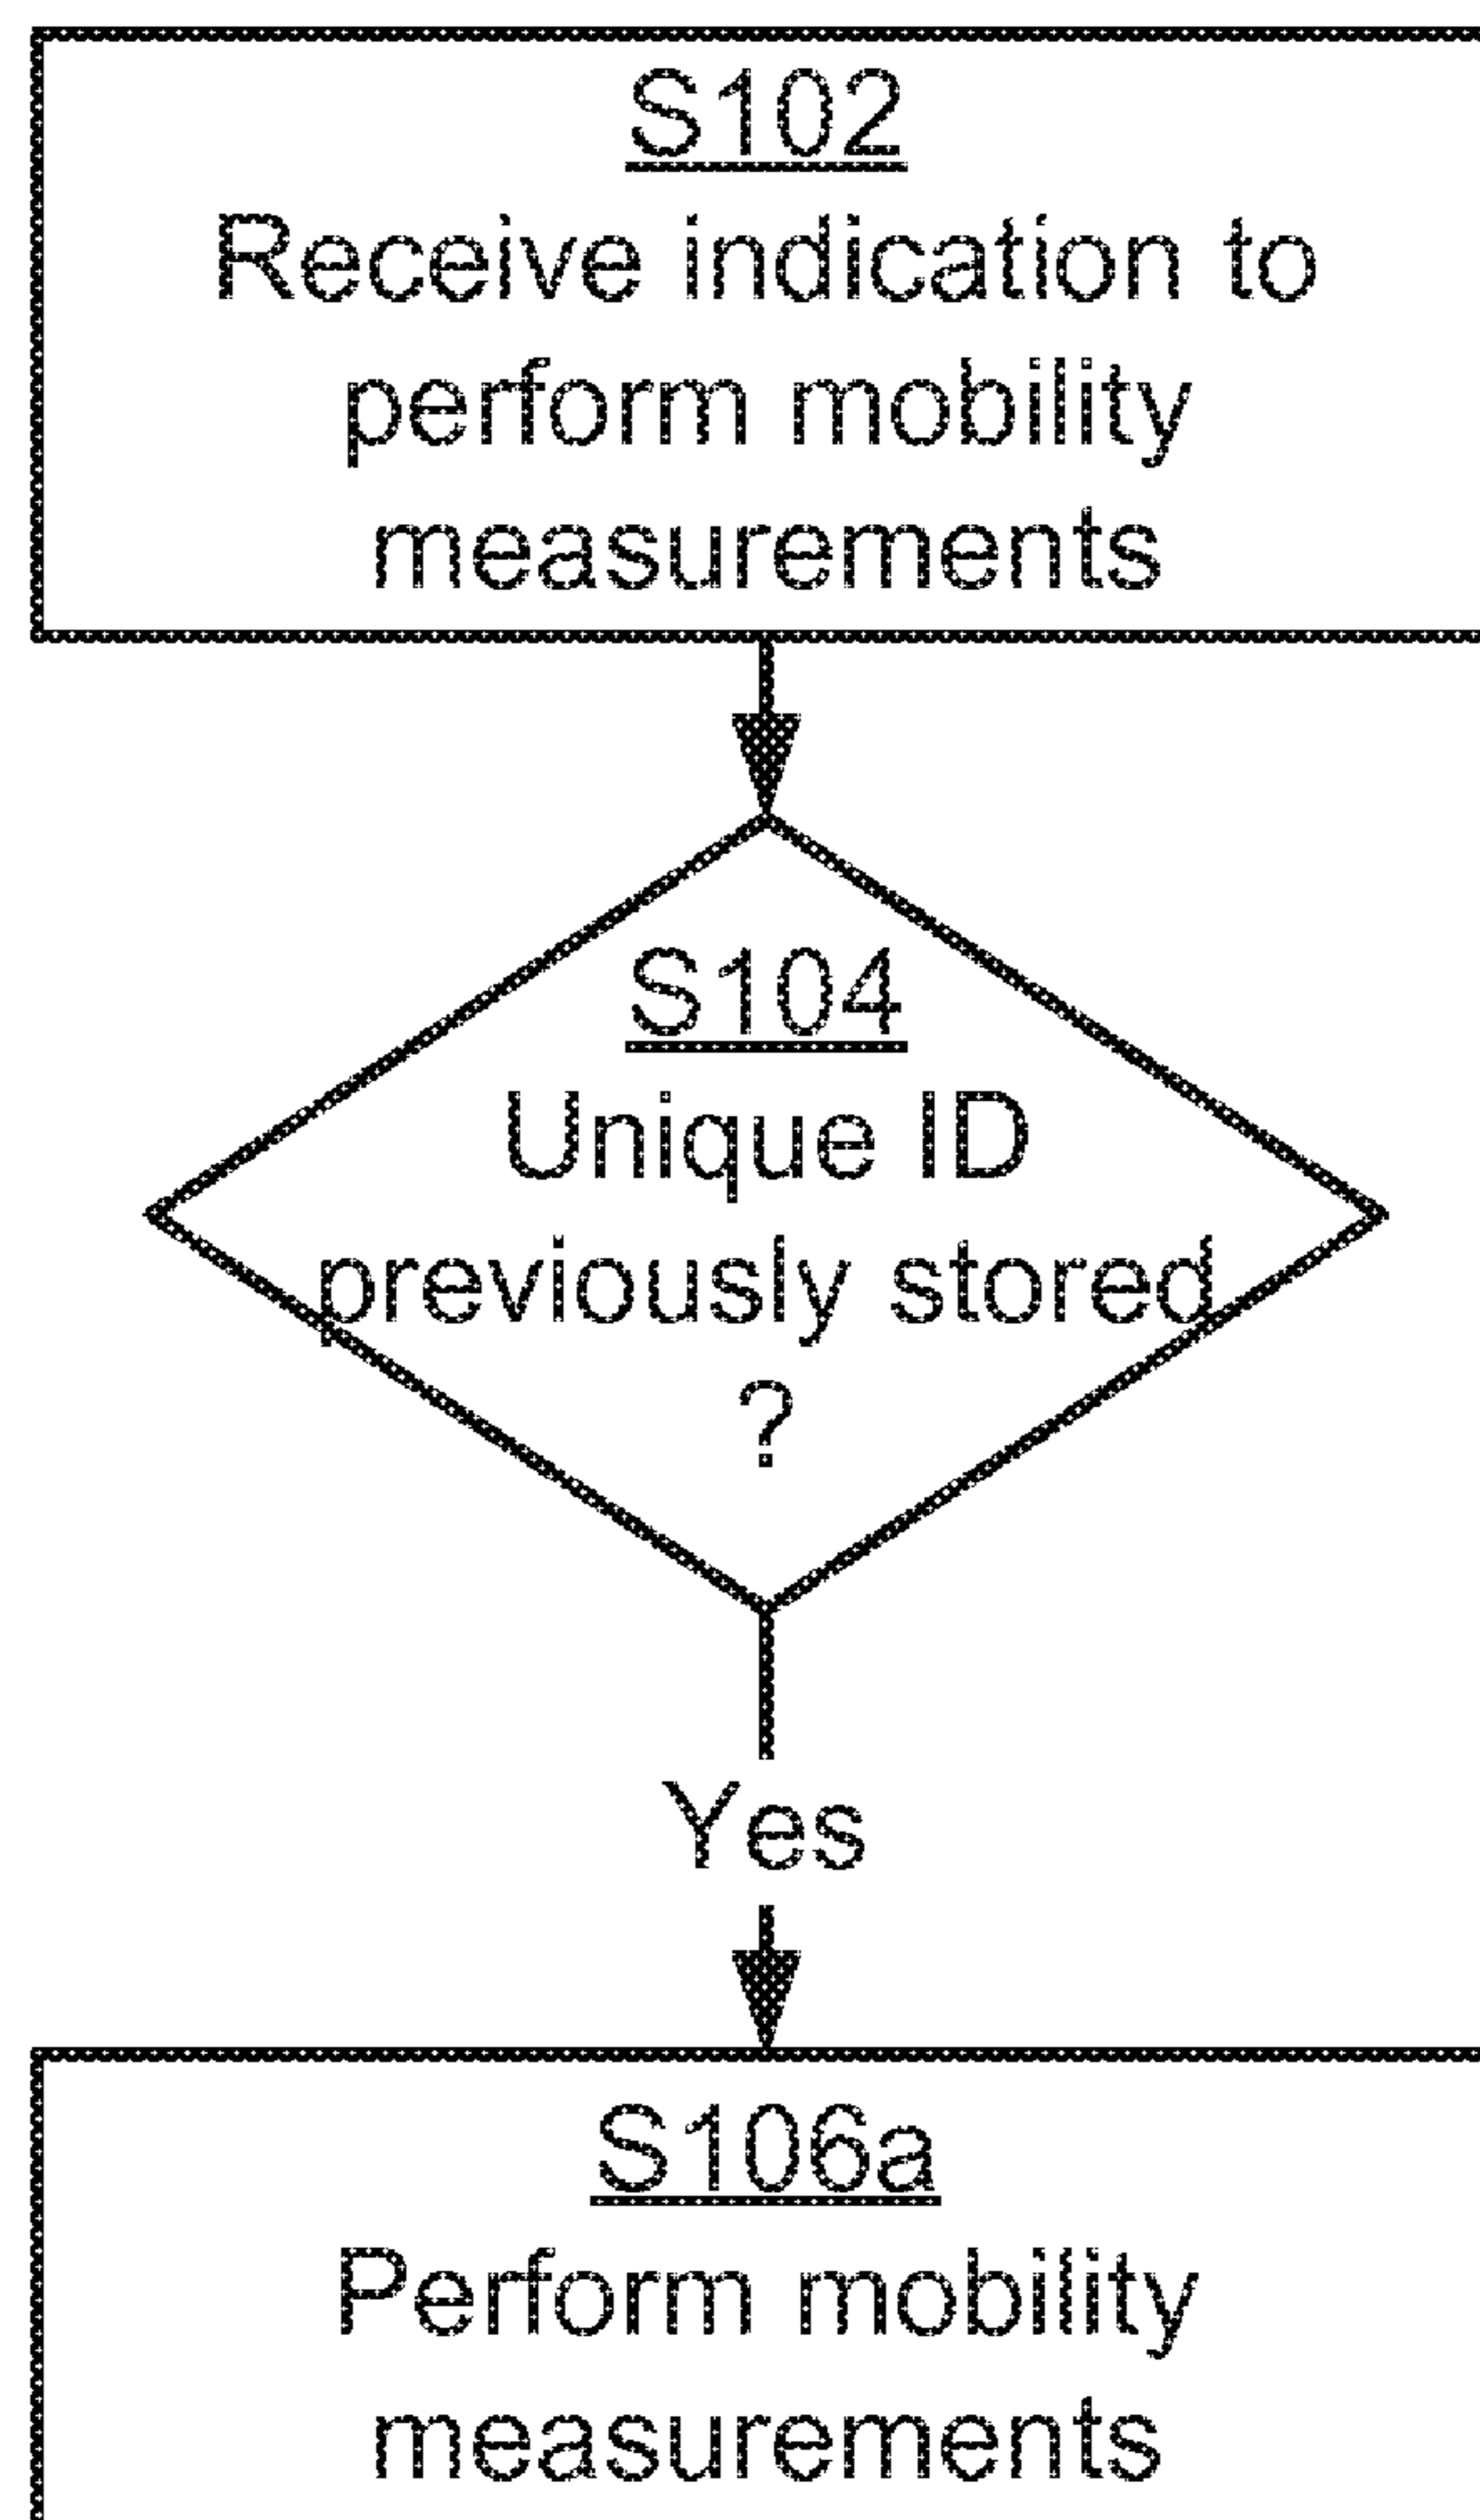 S102
Receive indication to
perform mobility
measurements
S104
Unique ID
previously stored
?
Yes
S106a
Perform mobility
measurements